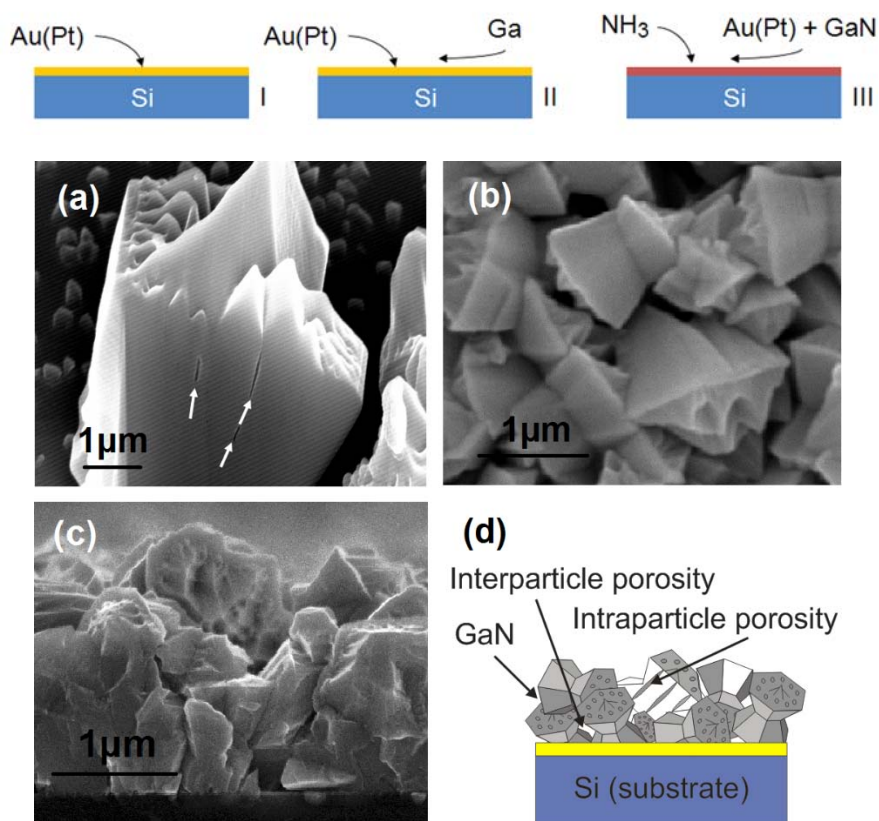 Au(Pt)
Si
I
Au(Pt)
Ga
Si
II
NH₃
Au(Pt) + GaN
Si
III
(a)
1µm
(b)
1µm
(c)
1µm
(d)
Interparticle porosity
GaN
Intraparticle porosity
Si (substrate)